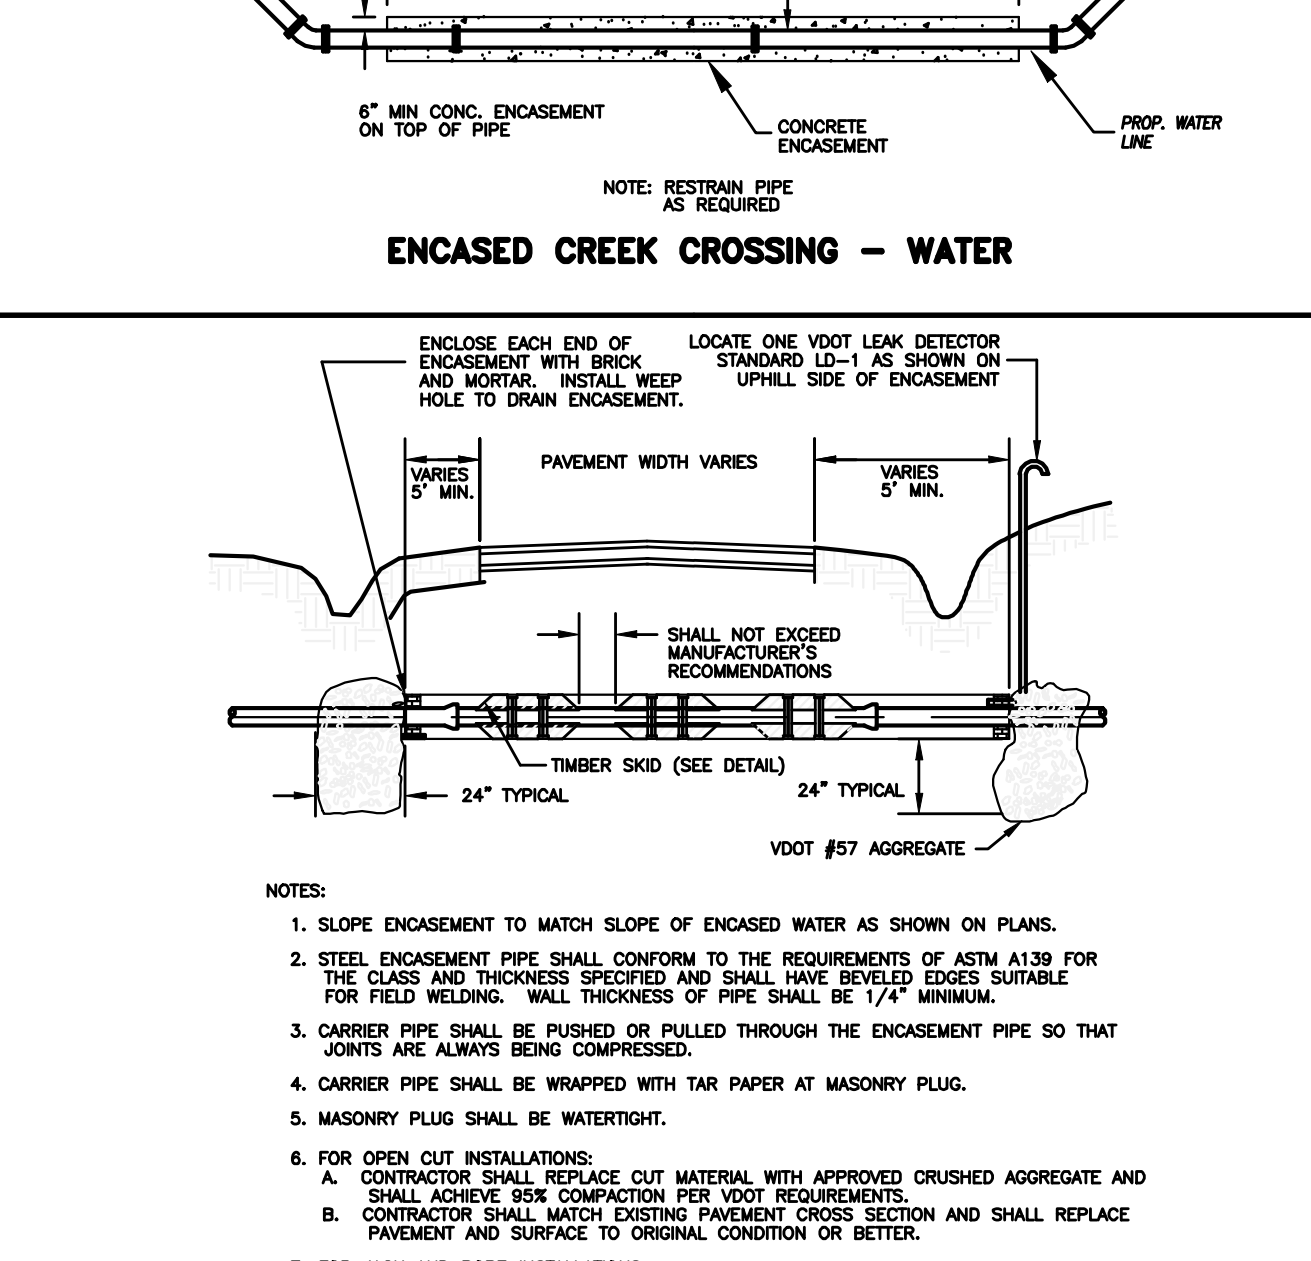 6" MIN CONC. ENCASEMENT
ON TOP OF PIPE
CONCRETE
ENCASEMENT
PROP. WATER
LINE
NOTE: RESTRAIN PIPE
AS REQUIRED
ENCASED CREEK CROSSING – WATER
ENCLOSE EACH END OF
ENCASEMENT WITH BRICK
AND MORTAR. INSTALL WEEP
HOLE TO DRAIN ENCASEMENT.
LOCATE ONE VDOT LEAK DETECTOR
STANDARD LD–1 AS SHOWN ON
UPHILL SIDE OF ENCASEMENT
VARIES
5' MIN.
PAVEMENT WIDTH VARIES
VARIES
5' MIN.
SHALL NOT EXCEED
MANUFACTURER'S
RECOMMENDATIONS
TIMBER SKID (SEE DETAIL)
24" TYPICAL
24" TYPICAL
VDOT #57 AGGREGATE
NOTES:
1. SLOPE ENCASEMENT TO MATCH SLOPE OF ENCASED WATER AS SHOWN ON PLANS.
2. STEEL ENCASEMENT PIPE SHALL CONFORM TO THE REQUIREMENTS OF ASTM A139 FOR
THE CLASS AND THICKNESS SPECIFIED AND SHALL HAVE BEVELED EDGES SUITABLE
FOR FIELD WELDING. WALL THICKNESS OF PIPE SHALL BE 1/4" MINIMUM.
3. CARRIER PIPE SHALL BE PUSHED OR PULLED THROUGH THE ENCASEMENT PIPE SO THAT
JOINTS ARE ALWAYS BEING COMPRESSED.
4. CARRIER PIPE SHALL BE WRAPPED WITH TAR PAPER AT MASONRY PLUG.
5. MASONRY PLUG SHALL BE WATERTIGHT.
6. FOR OPEN CUT INSTALLATIONS:
A. CONTRACTOR SHALL REPLACE CUT MATERIAL WITH APPROVED CRUSHED AGGREGATE AND
SHALL ACHIEVE 95% COMPACTION PER VDOT REQUIREMENTS.
B. CONTRACTOR SHALL MATCH EXISTING PAVEMENT CROSS SECTION AND SHALL REPLACE
PAVEMENT AND SURFACE TO ORIGINAL CONDITION OR BETTER.